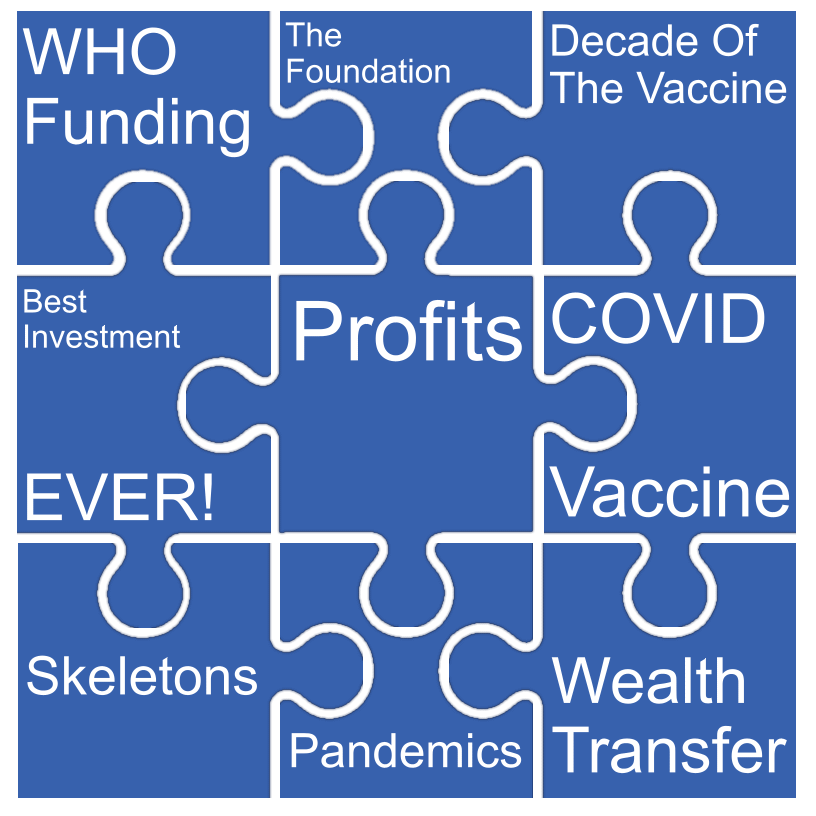 WHO
Funding
The
Foundation
Decade Of
The Vaccine
Best
Investment
EVER!
Profits
COVID
Vaccine
Skeletons
Pandemics
Wealth
Transfer